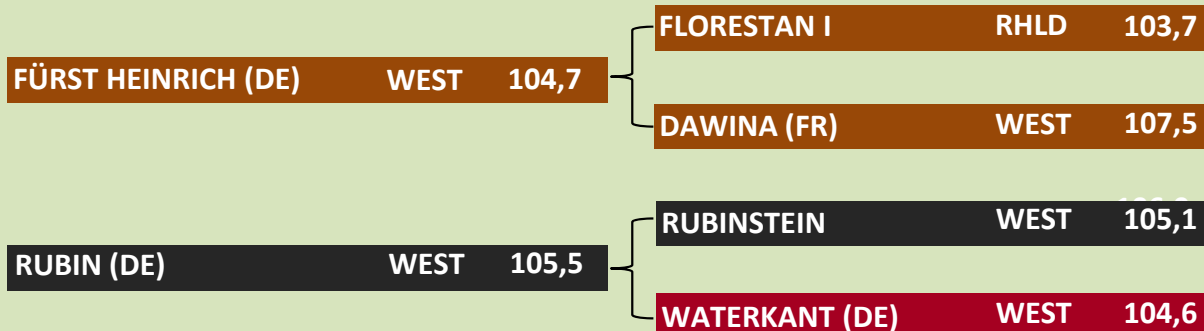 FLORESTAN I RHLD 103,7
FÜRST HEINRICH (DE) WEST 104,7
DAWINA (FR) WEST 107,5
RUBINSTEIN WEST 105,1
RUBIN (DE) WEST 105,5
WATERKANT (DE) WEST 104,6